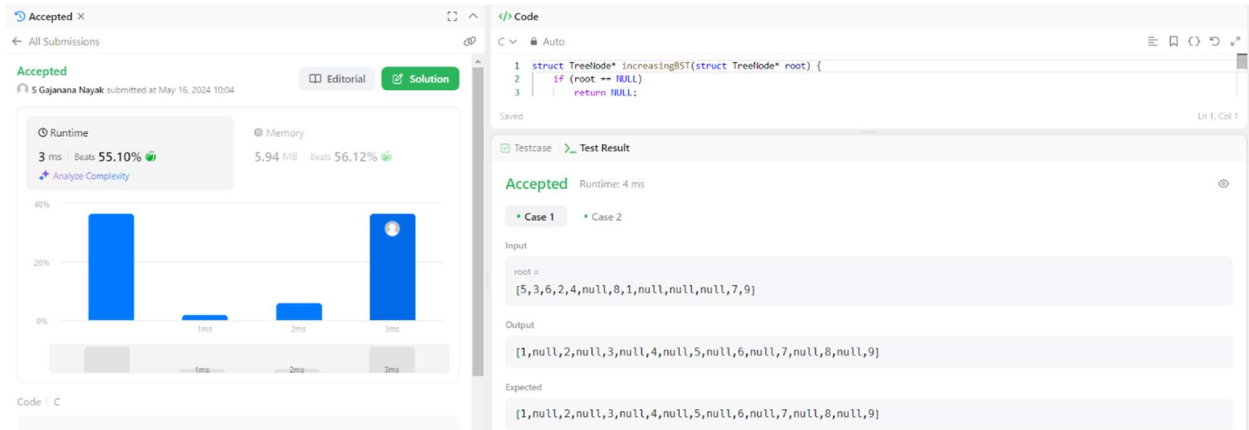 Accepted ×
← All Submissions
Accepted
S Gajanana Nayak submitted at May 16, 2024 10:04
Editorial
Solution
Runtime
3 ms | Beats 55.10%
Analyze Complexity
Memory
5.94 MB | Beats 56.12%
40%
20%
0%
1ms 2ms 3ms
1ms 2ms 3ms
Code | C
</> Code
C Auto
1 struct TreeNode* increasingBST(struct TreeNode* root) {
2 if (root == NULL)
3 return NULL;
Saved
Ln 1, Col 1
Testcase | >_ Test Result
Accepted Runtime: 4 ms
• Case 1 • Case 2
Input
root =
[5,3,6,2,4,null,8,1,null,null,null,7,9]
Output
[1,null,2,null,3,null,4,null,5,null,6,null,7,null,8,null,9]
Expected
[1,null,2,null,3,null,4,null,5,null,6,null,7,null,8,null,9]